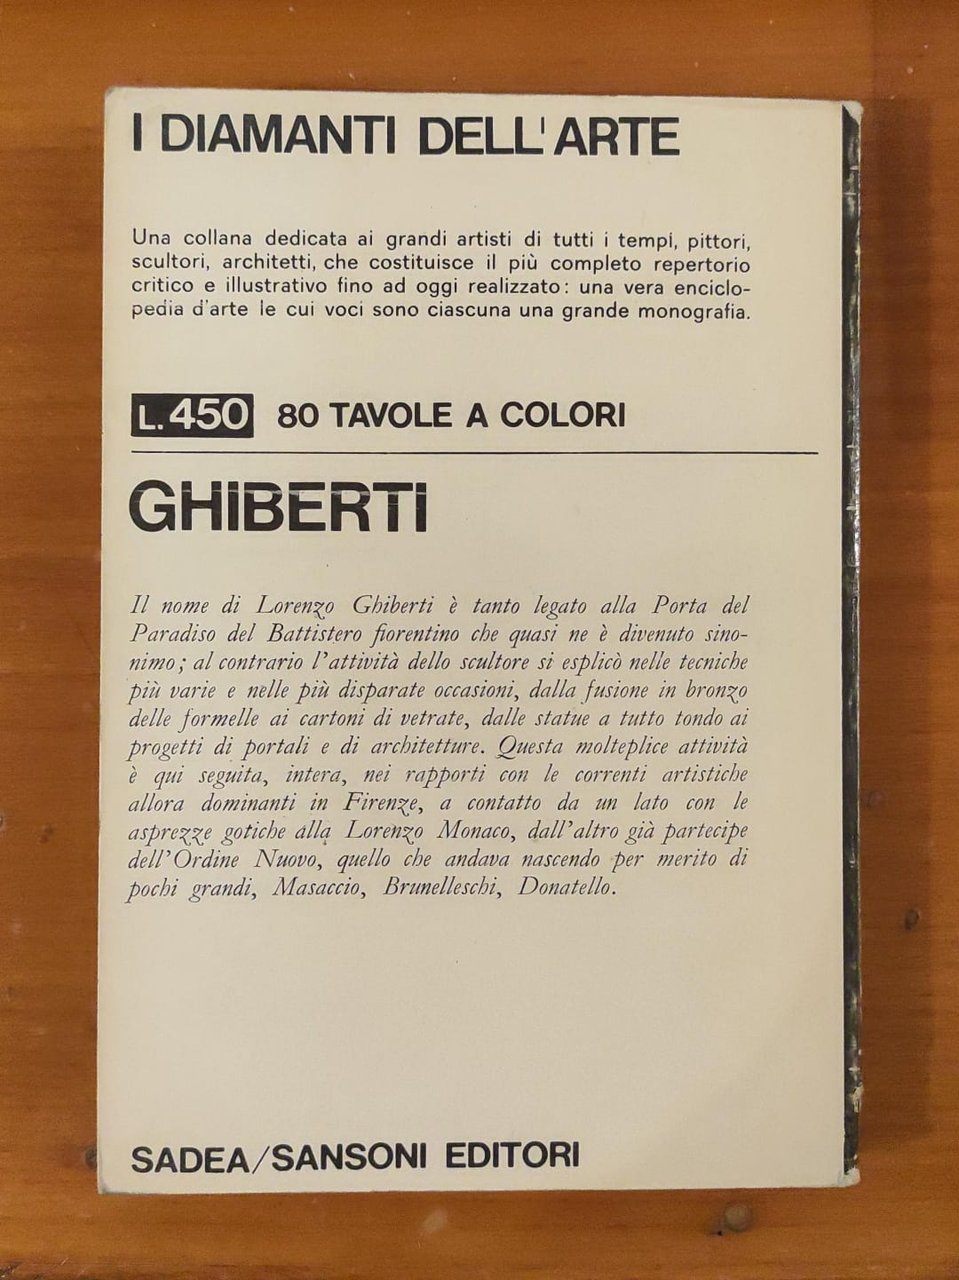 I DIAMANTI DELL'ARTE
Una collana dedicata ai grandi artisti di tutti i tempi, pittori,
scultori, architetti, che costituisce il più completo repertorio
critico e illustrativo fino ad oggi realizzato: una vera enciclo-
pedia d'arte le cui voci sono ciascuna una grande monografia.
L.450 80 TAVOLE A COLORI
GHIBERTI
Il nome di Lorenzo Ghiberti è tanto legato alla Porta del
Paradiso del Battistero fiorentino che quasi ne è divenuto sino-
nimo; al contrario l'attività dello scultore si esplicò nelle tecniche
più varie e nelle più disparate occasioni, dalla fusione in bronzo
delle formelle ai cartoni di vetrate, dalle statue a tutto tondo ai
progetti di portali e di architetture. Questa molteplice attività
è qui seguita, intera, nei rapporti con le correnti artistiche
allora dominanti in Firenze, a contatto da un lato con le
asprezze gotiche alla Lorenzo Monaco, dall'altro già partecipe
dell'Ordine Nuovo, quello che andava nascendo per merito di
pochi grandi, Masaccio, Brunelleschi, Donatello.
SADEA/SANSONI EDITORI